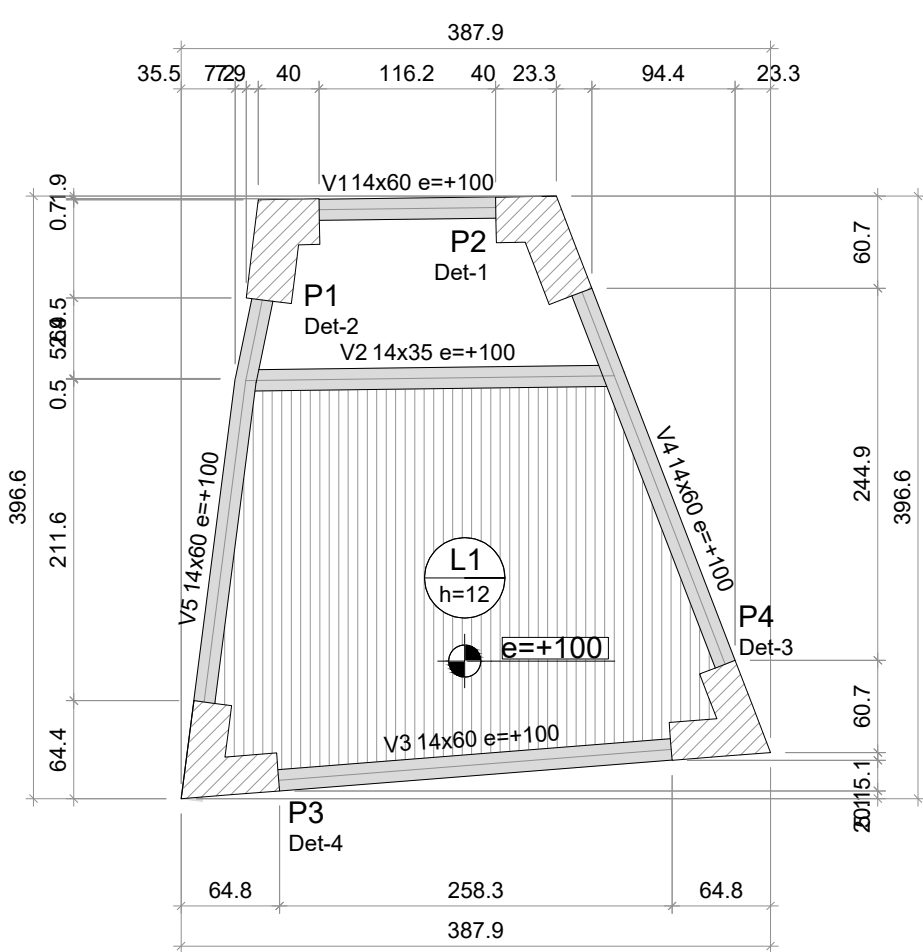 387.9
35.5 40 116.2 40 23.3 94.4 23.3
V1 14x60 e=+100
P2
Det-1
60.7
P1
Det-2
V2 14x35 e=+100
0.5
V4 14x60 e=+100
396.6
244.9
396.6
V5 14x60 e=+100
211.6
L1
h=12
e=+100
P4
Det-3
60.7
V3 14x60 e=+100
64.4
P3
Det-4
64.8 258.3 64.8
387.9